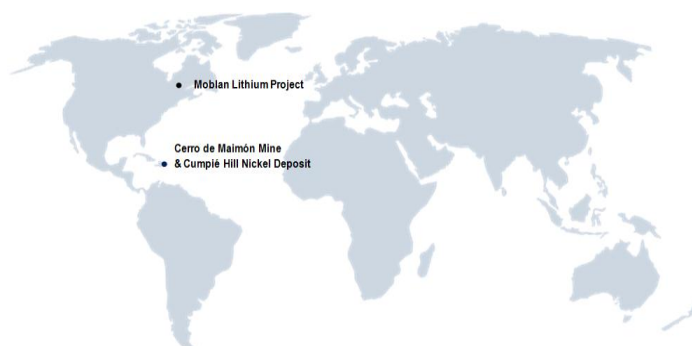 Moblan Lithium Project
Cerro de Maimón Mine
& Cumpié Hill Nickel Deposit